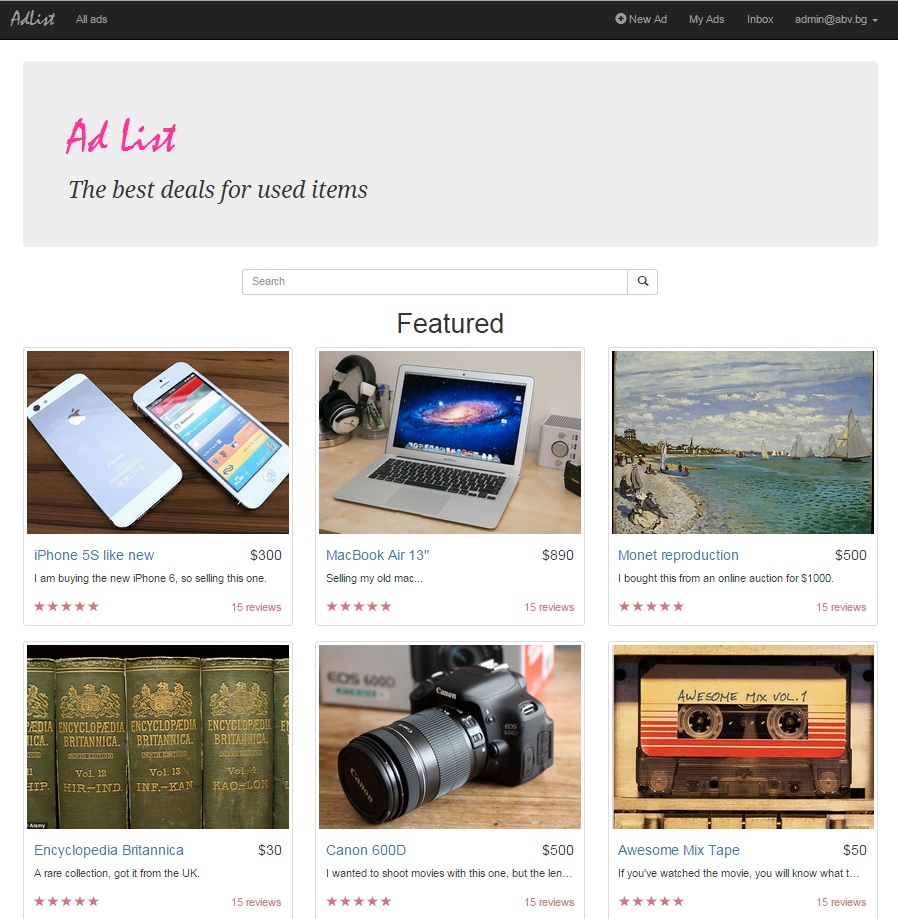 AdList All ads New Ad My Ads Inbox admin@abv.bg
Ad List
The best deals for used items
Search
Featured
iPhone 5S like new $300
I am buying the new iPhone 6, so selling this one.
★★★★★ 15 reviews
MacBook Air 13" $890
Selling my old mac...
★★★★★ 15 reviews
Monet reproduction $500
I bought this from an online auction for $1000.
★★★★★ 15 reviews
ENCYCLOPÆDIA BRITANNICA.
Vol. 12
HIR–IND.
ENCYCLOPÆDIA BRITANNICA.
Vol. 13
INF.–KAN.
ENCYCLOPÆDIA BRITANNICA.
KAO–LON.
Alamy
Encyclopedia Britannica $30
A rare collection, got it from the UK.
★★★★★ 15 reviews
EOS 600D
Canon
EOS
600D
Canon
Canon 600D $500
I wanted to shoot movies with this one, but the len...
★★★★★ 15 reviews
AWESOME MIX VOL.1
Awesome Mix Tape $50
If you've watched the movie, you will know what t...
★★★★★ 15 reviews